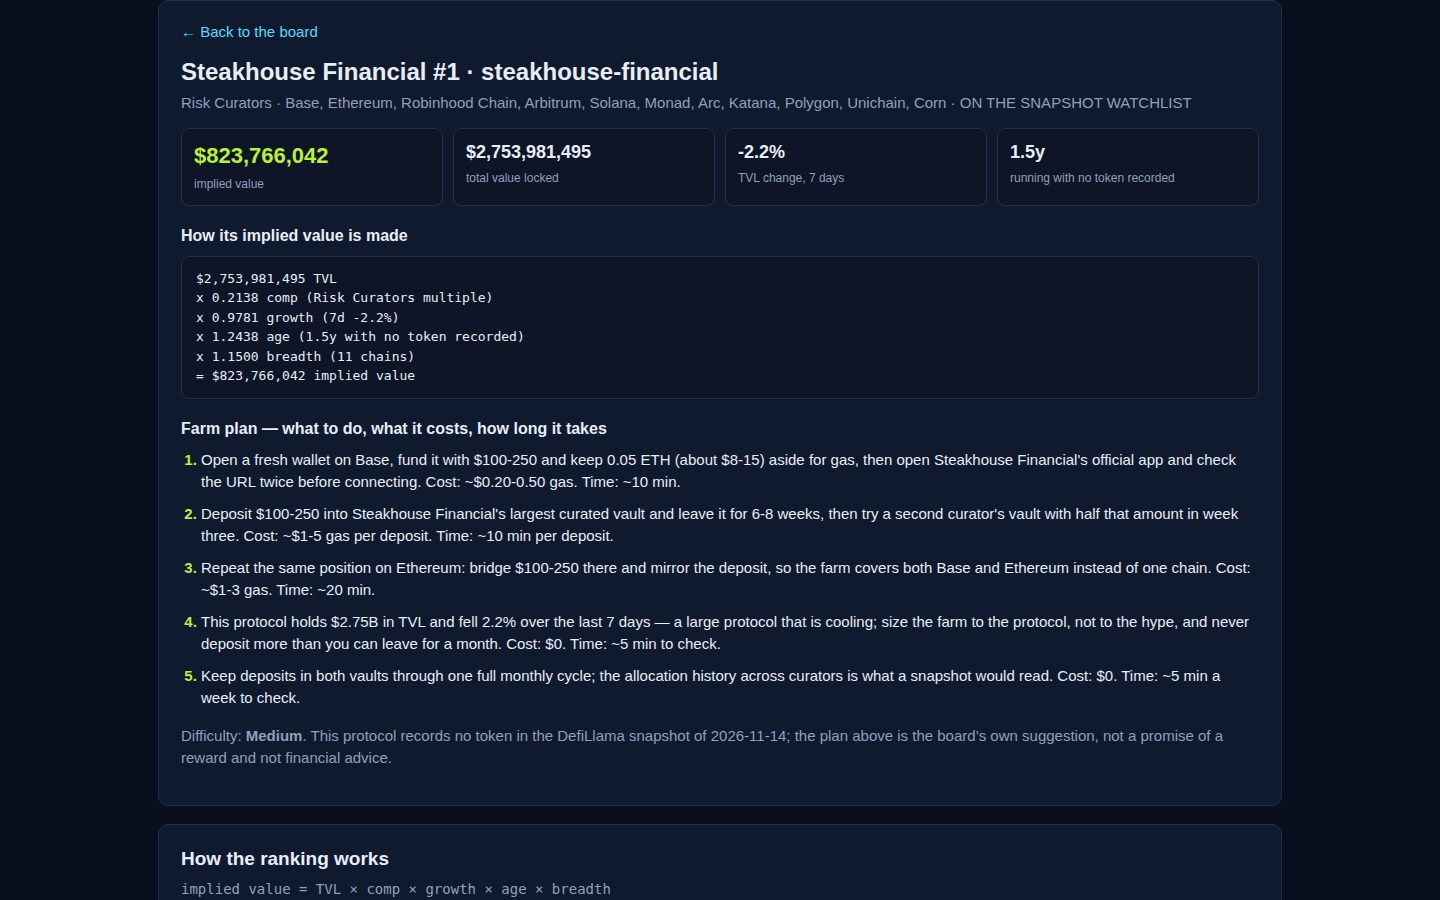 ← Back to the board
Steakhouse Financial #1 · steakhouse-financial
Risk Curators · Base, Ethereum, Robinhood Chain, Arbitrum, Solana, Monad, Arc, Katana, Polygon, Unichain, Corn · ON THE SNAPSHOT WATCHLIST
$823,766,042
implied value
$2,753,981,495
total value locked
-2.2%
TVL change, 7 days
1.5y
running with no token recorded
How its implied value is made
$2,753,981,495 TVL
x 0.2138 comp (Risk Curators multiple)
x 0.9781 growth (7d -2.2%)
x 1.2438 age (1.5y with no token recorded)
x 1.1500 breadth (11 chains)
= $823,766,042 implied value
Farm plan — what to do, what it costs, how long it takes
1. Open a fresh wallet on Base, fund it with $100-250 and keep 0.05 ETH (about $8-15) aside for gas, then open Steakhouse Financial's official app and check
the URL twice before connecting. Cost: ~$0.20-0.50 gas. Time: ~10 min.
2. Deposit $100-250 into Steakhouse Financial's largest curated vault and leave it for 6-8 weeks, then try a second curator's vault with half that amount in week
three. Cost: ~$1-5 gas per deposit. Time: ~10 min per deposit.
3. Repeat the same position on Ethereum: bridge $100-250 there and mirror the deposit, so the farm covers both Base and Ethereum instead of one chain. Cost:
~$1-3 gas. Time: ~20 min.
4. This protocol holds $2.75B in TVL and fell 2.2% over the last 7 days — a large protocol that is cooling; size the farm to the protocol, not to the hype, and never
deposit more than you can leave for a month. Cost: $0. Time: ~5 min to check.
5. Keep deposits in both vaults through one full monthly cycle; the allocation history across curators is what a snapshot would read. Cost: $0. Time: ~5 min a
week to check.
Difficulty: Medium. This protocol records no token in the DefiLlama snapshot of 2026-11-14; the plan above is the board's own suggestion, not a promise of a
reward and not financial advice.
How the ranking works
implied value = TVL × comp × growth × age × breadth